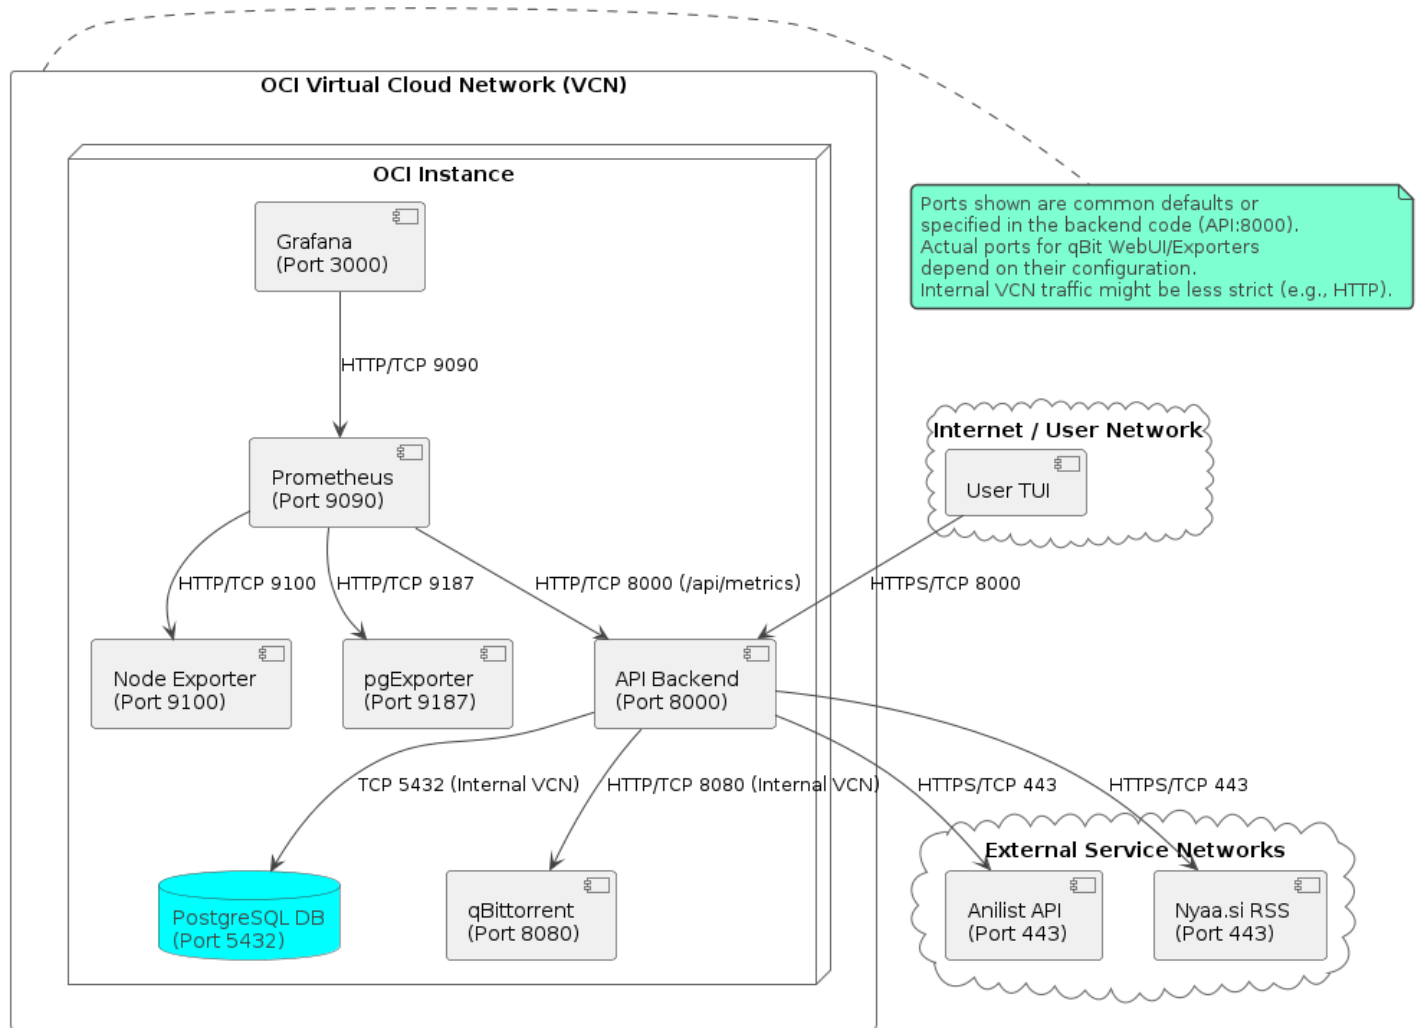 OCI Virtual Cloud Network (VCN)
OCI Instance
Grafana
(Port 3000)
Ports shown are common defaults or
specified in the backend code (API:8000).
Actual ports for qBit WebUI/Exporters
depend on their configuration.
Internal VCN traffic might be less strict (e.g., HTTP).
HTTP/TCP 9090
Prometheus
(Port 9090)
Internet / User Network
User TUI
HTTP/TCP 9100
HTTP/TCP 9187
HTTP/TCP 8000 (/api/metrics)
HTTPS/TCP 8000
Node Exporter
(Port 9100)
pgExporter
(Port 9187)
API Backend
(Port 8000)
TCP 5432 (Internal VCN)
HTTP/TCP 8080 (Internal VCN)
HTTPS/TCP 443
HTTPS/TCP 443
External Service Networks
PostgreSQL DB
(Port 5432)
qBittorrent
(Port 8080)
Anilist API
(Port 443)
Nyaa.si RSS
(Port 443)